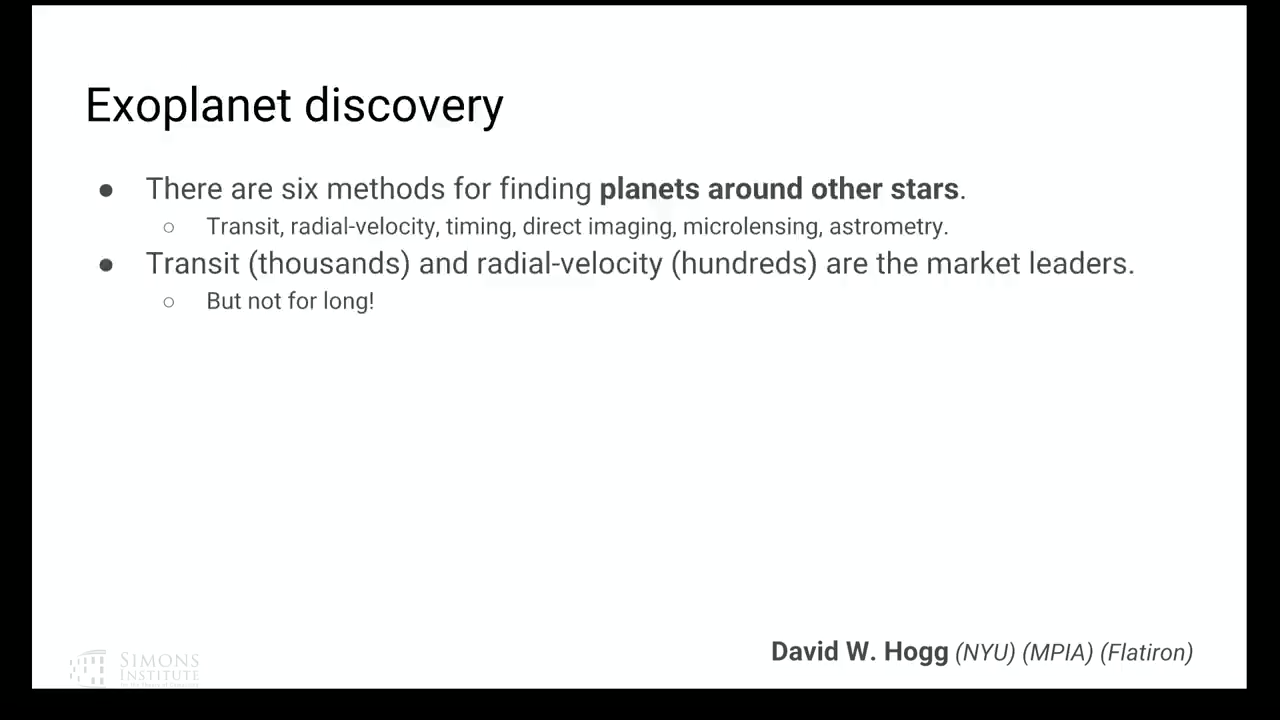 Exoplanet discovery
● There are six methods for finding planets around other stars.
○ Transit, radial-velocity, timing, direct imaging, microlensing, astrometry.
● Transit (thousands) and radial-velocity (hundreds) are the market leaders.
○ But not for long!
David W. Hogg (NYU) (MPIA) (Flatiron)
SIMONS
INSTITUTE